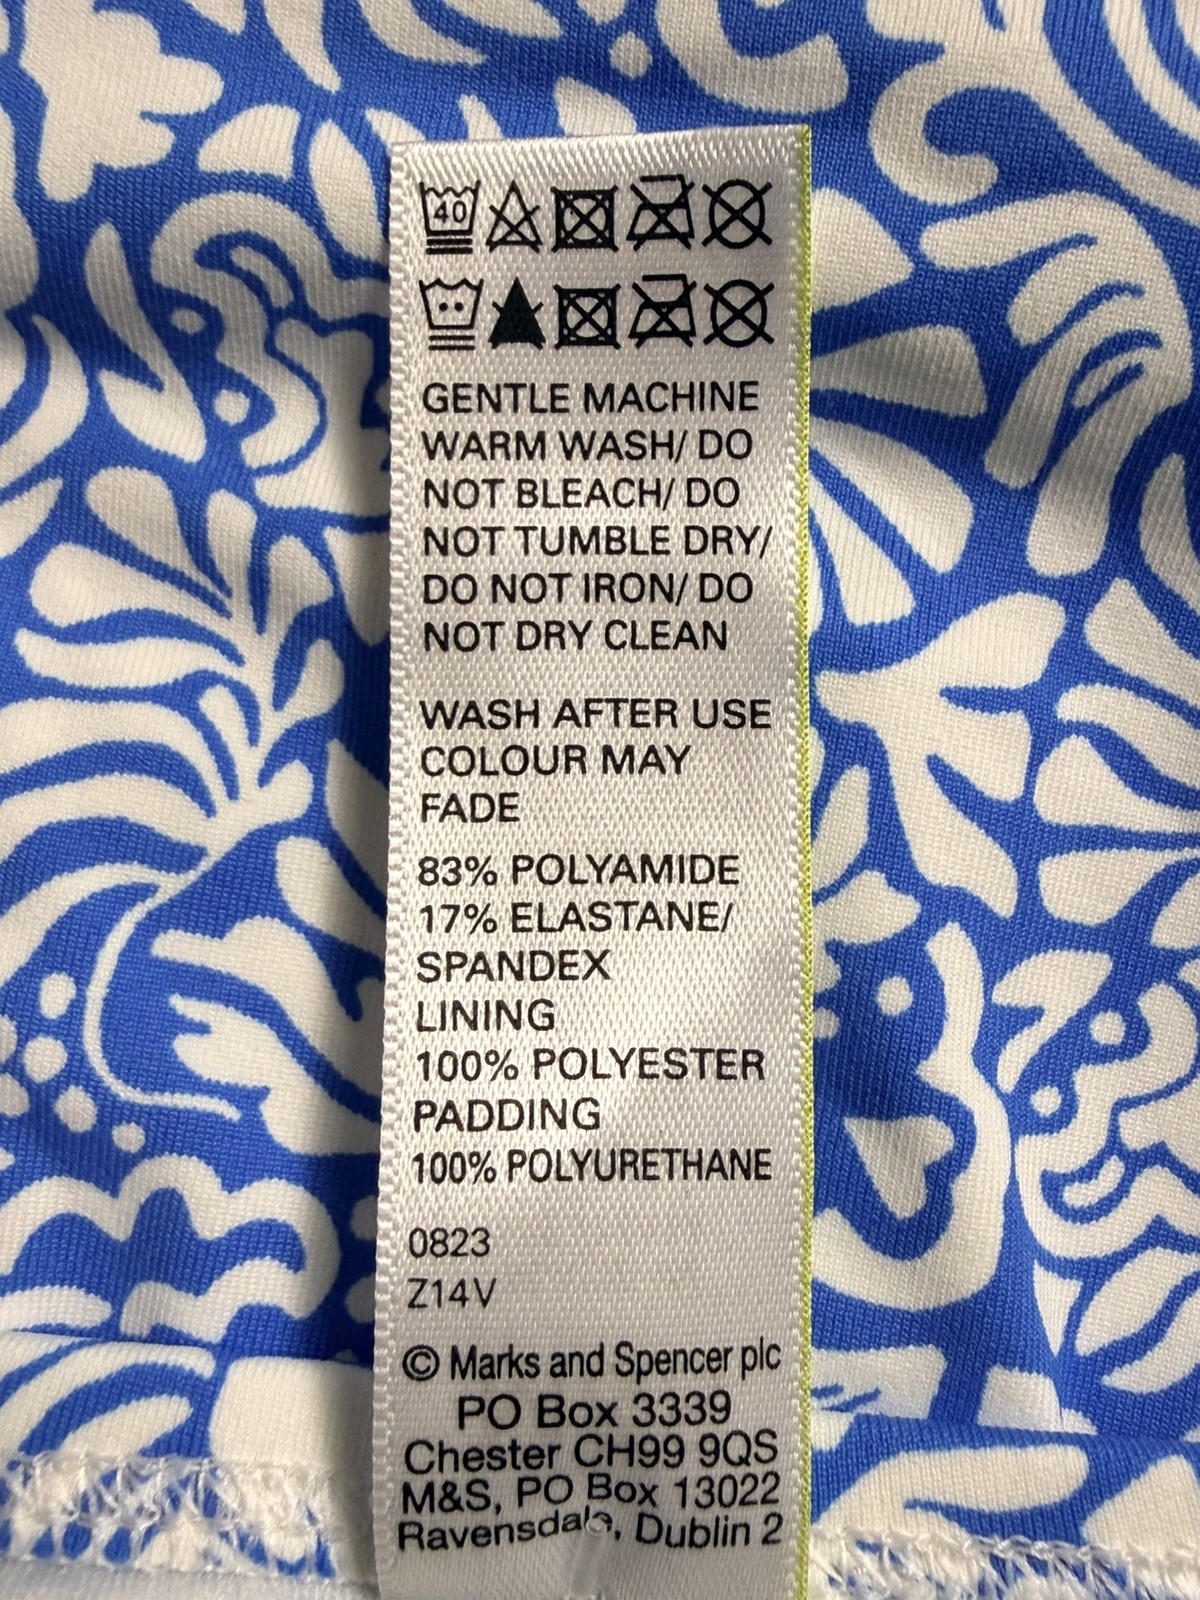 40
GENTLE MACHINE
WARM WASH/ DO
NOT BLEACH/ DO
NOT TUMBLE DRY/
DO NOT IRON/ DO
NOT DRY CLEAN
WASH AFTER USE
COLOUR MAY
FADE
83% POLYAMIDE
17% ELASTANE/
SPANDEX
LINING
100% POLYESTER
PADDING
100% POLYURETHANE
0823
Z14V
© Marks and Spencer plc
PO Box 3339
Chester CH99 9QS
M&S, PO Box 13022
Ravensdale, Dublin 2